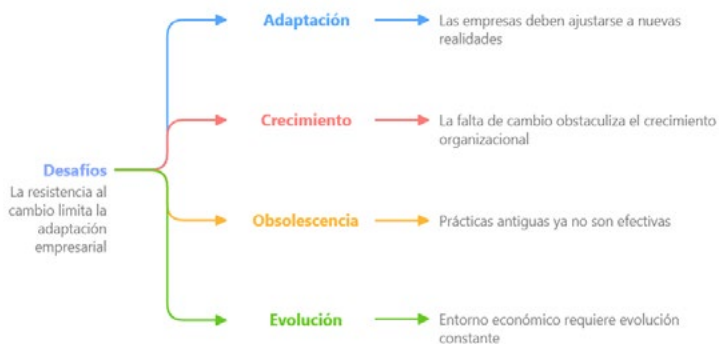 Adaptación
Las empresas deben ajustarse a nuevas
realidades
Crecimiento
La falta de cambio obstaculiza el crecimiento
organizacional
Desafíos
La resistencia al
cambio limita la
adaptación
empresarial
Obsolescencia
Prácticas antiguas ya no son efectivas
Evolución
Entorno económico requiere evolución
constante